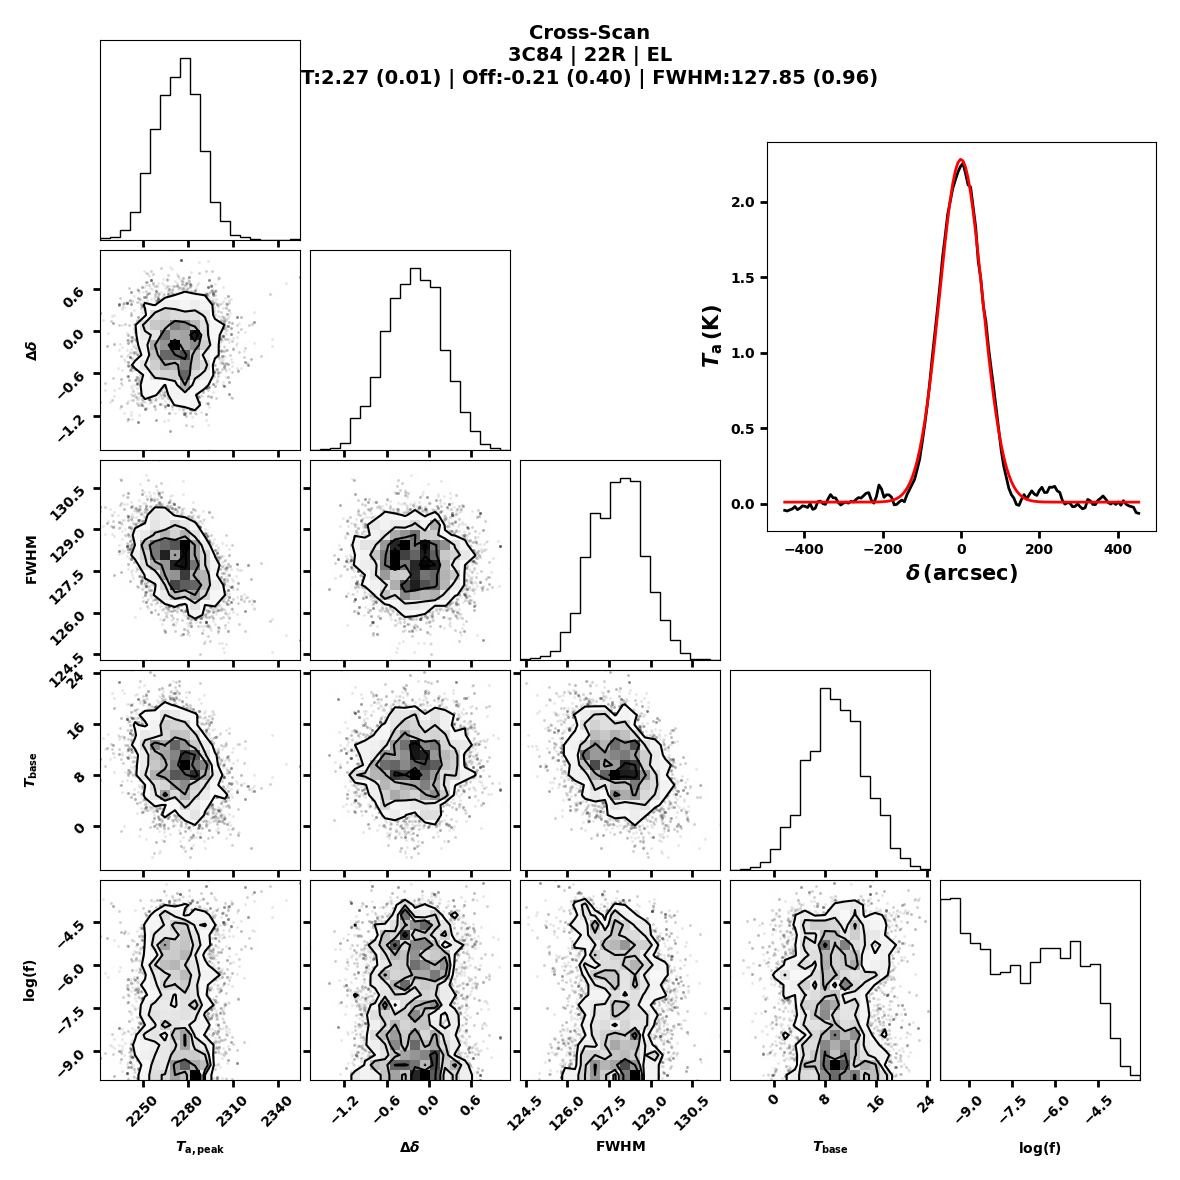 Cross-Scan
3C84 | 22R | EL
T:2.27 (0.01) | Off:-0.21 (0.40) | FWHM:127.85 (0.96)
2.0
1.5
1.0
0.5
0.0
Ta (K)
−400 −200 0 200 400
δ (arcsec)
0.6
0.0
−0.6
−1.2
Δδ
130.5
129.0
127.5
126.0
124.5
FWHM
24
16
8
0
Tbase
−4.5
−6.0
−7.5
−9.0
log(f)
2250 2280 2310 2340
−1.2 −0.6 0.0 0.6
124.5 126.0 127.5 129.0 130.5
0 8 16 24
−9.0 −7.5 −6.0 −4.5
Ta,peak Δδ FWHM Tbase log(f)